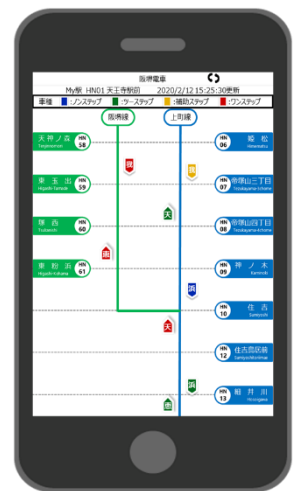 阪堺電車
My駅 HN01 天王寺駅前 2020/2/12 15:25:30更新
車種 :ノンステップ :ツーステップ :補助ステップ :ワンステップ
阪堺線 上町線
天神ノ森 HN 58
HN 06 姫松
東玉出 HN 59
HN 07 帝塚山三丁目
塚西 HN 60
HN 08 帝塚山四丁目
東粉浜 HN 61
HN 09 神ノ木
浜
HN 10 住吉
Sumiyoshi
天
HN 12 住吉鳥居前
浜
HN 13 細井川